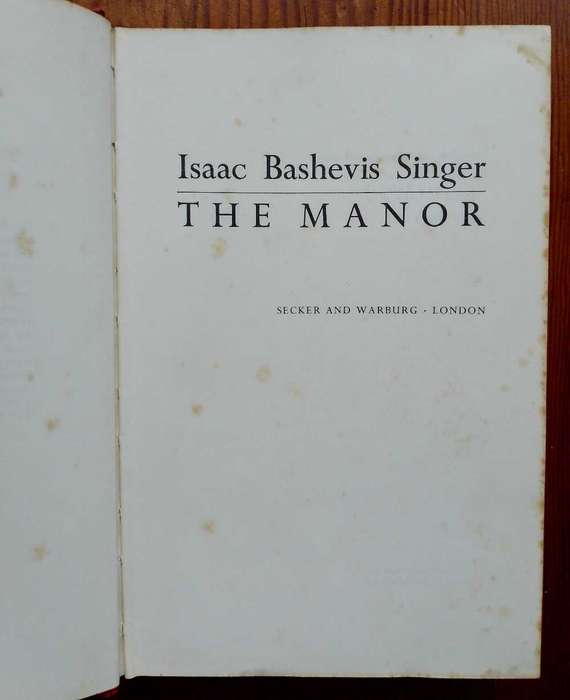 Isaac Bashevis Singer
THE MANOR
SECKER AND WARBURG · LONDON